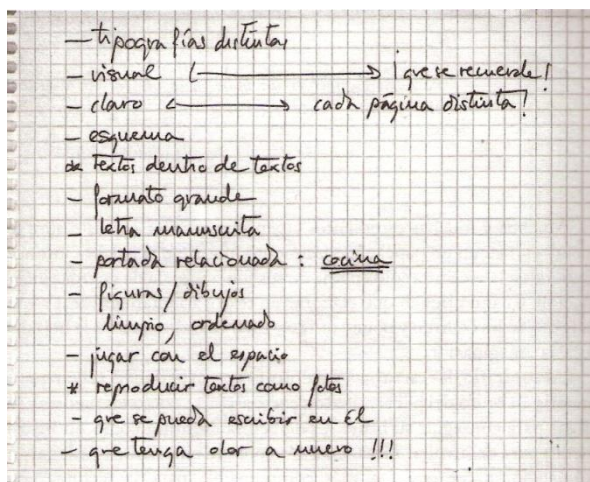 — tipografías distintas
— visual <——> ¡que se recuerde!
— claro <——> cada página distinta!
— esquema
* textos dentro de textos
— formato grande
— letra manuscrita
— portada relacionada : cocina
— figuras / dibujos
limpio, ordenado
— jugar con el espacio
* reproducir textos como fotos
— que se pueda escribir en él
— que tenga olor a nuevo !!!